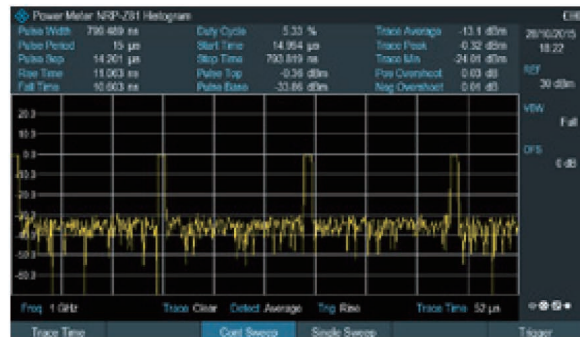 Power Meter NRP-Z81 Histogram
Pulse Width 790.489 ns Duty Cycle 5.33 % Trace Average -13.1 dBm
Pulse Period 15 µs Start Time 14.954 µs Trace Peak -0.32 dBm
Pulse Sep 14.201 µs Stop Time 793.819 ns Trace Min -24.01 dBm
Rise Time 11.063 ns Pulse Top -0.36 dBm Pos Overshoot 0.03 dB
Fall Time 10.603 ns Pulse Base -33.86 dBm Neg Overshoot 0.01 dB
28/10/2015
18:22
REF
30 dBm
VBW
Full
OFS
0 dB
20.0
10.0
Freq 1 GHz Trace Clear Detect Average Trig Rise Trace Time 52 µs
Trace Time Cont Sweep Single Sweep Trigger